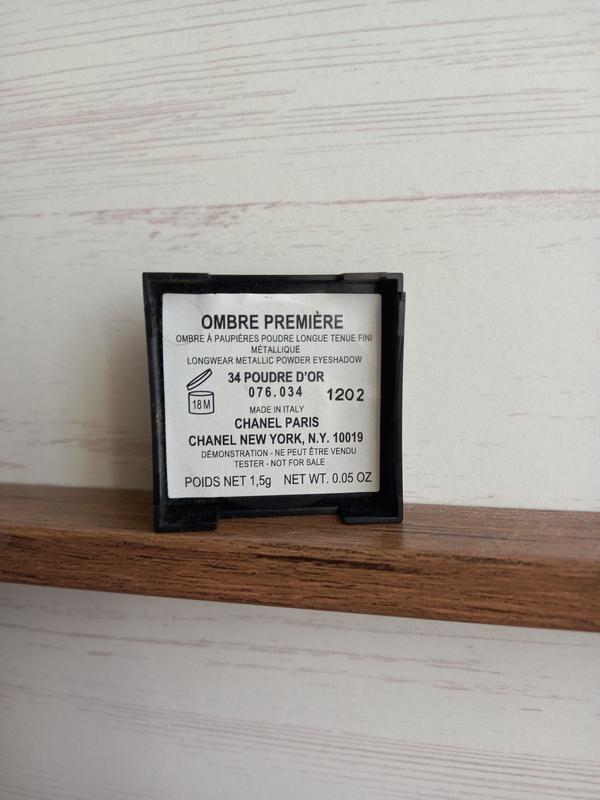 OMBRE PREMIÈRE
OMBRE À PAUPIÈRES POUDRE LONGUE TENUE FINI
MÉTALLIQUE
LONGWEAR METALLIC POWDER EYESHADOW
34 POUDRE D'OR
076.034
1202
18 M
MADE IN ITALY
CHANEL PARIS
CHANEL NEW YORK, N.Y. 10019
DÉMONSTRATION - NE PEUT ÊTRE VENDU
TESTER - NOT FOR SALE
POIDS NET 1,5g NET WT. 0.05 OZ